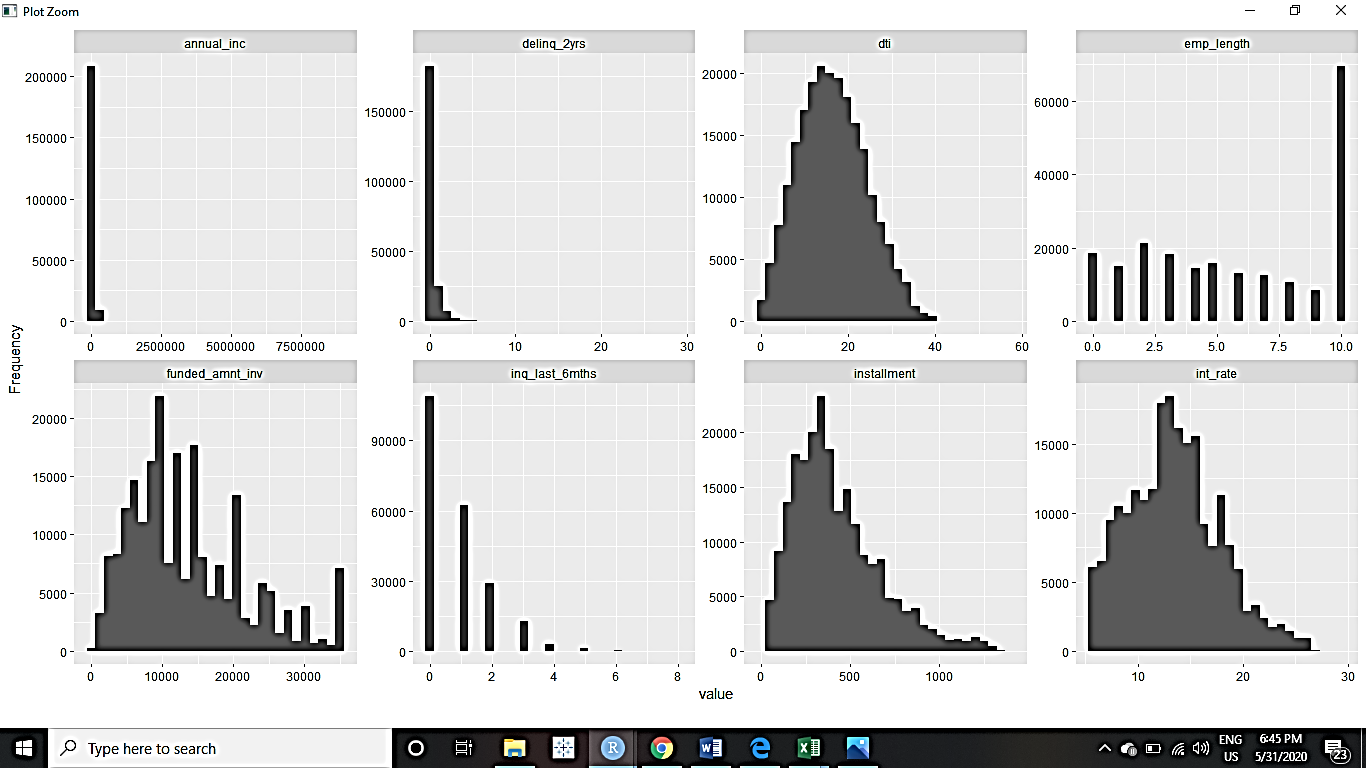 Plot Zoom
annual_inc
delinq_2yrs
dti
emp_length
200000
150000
100000
50000
0
150000
100000
50000
0
20000
15000
10000
5000
0
60000
40000
20000
0
0 2500000 5000000 7500000
0 10 20 30
0 20 40 60
0.0 2.5 5.0 7.5 10.0
Frequency
funded_amnt_inv
inq_last_6mths
installment
int_rate
20000
15000
10000
5000
0
90000
60000
30000
0
20000
15000
10000
5000
0
15000
10000
5000
0
0 10000 20000 30000
0 2 4 6 8
0 500 1000
10 20 30
value
Type here to search
R
ENG
US
6:45 PM
5/31/2020
23